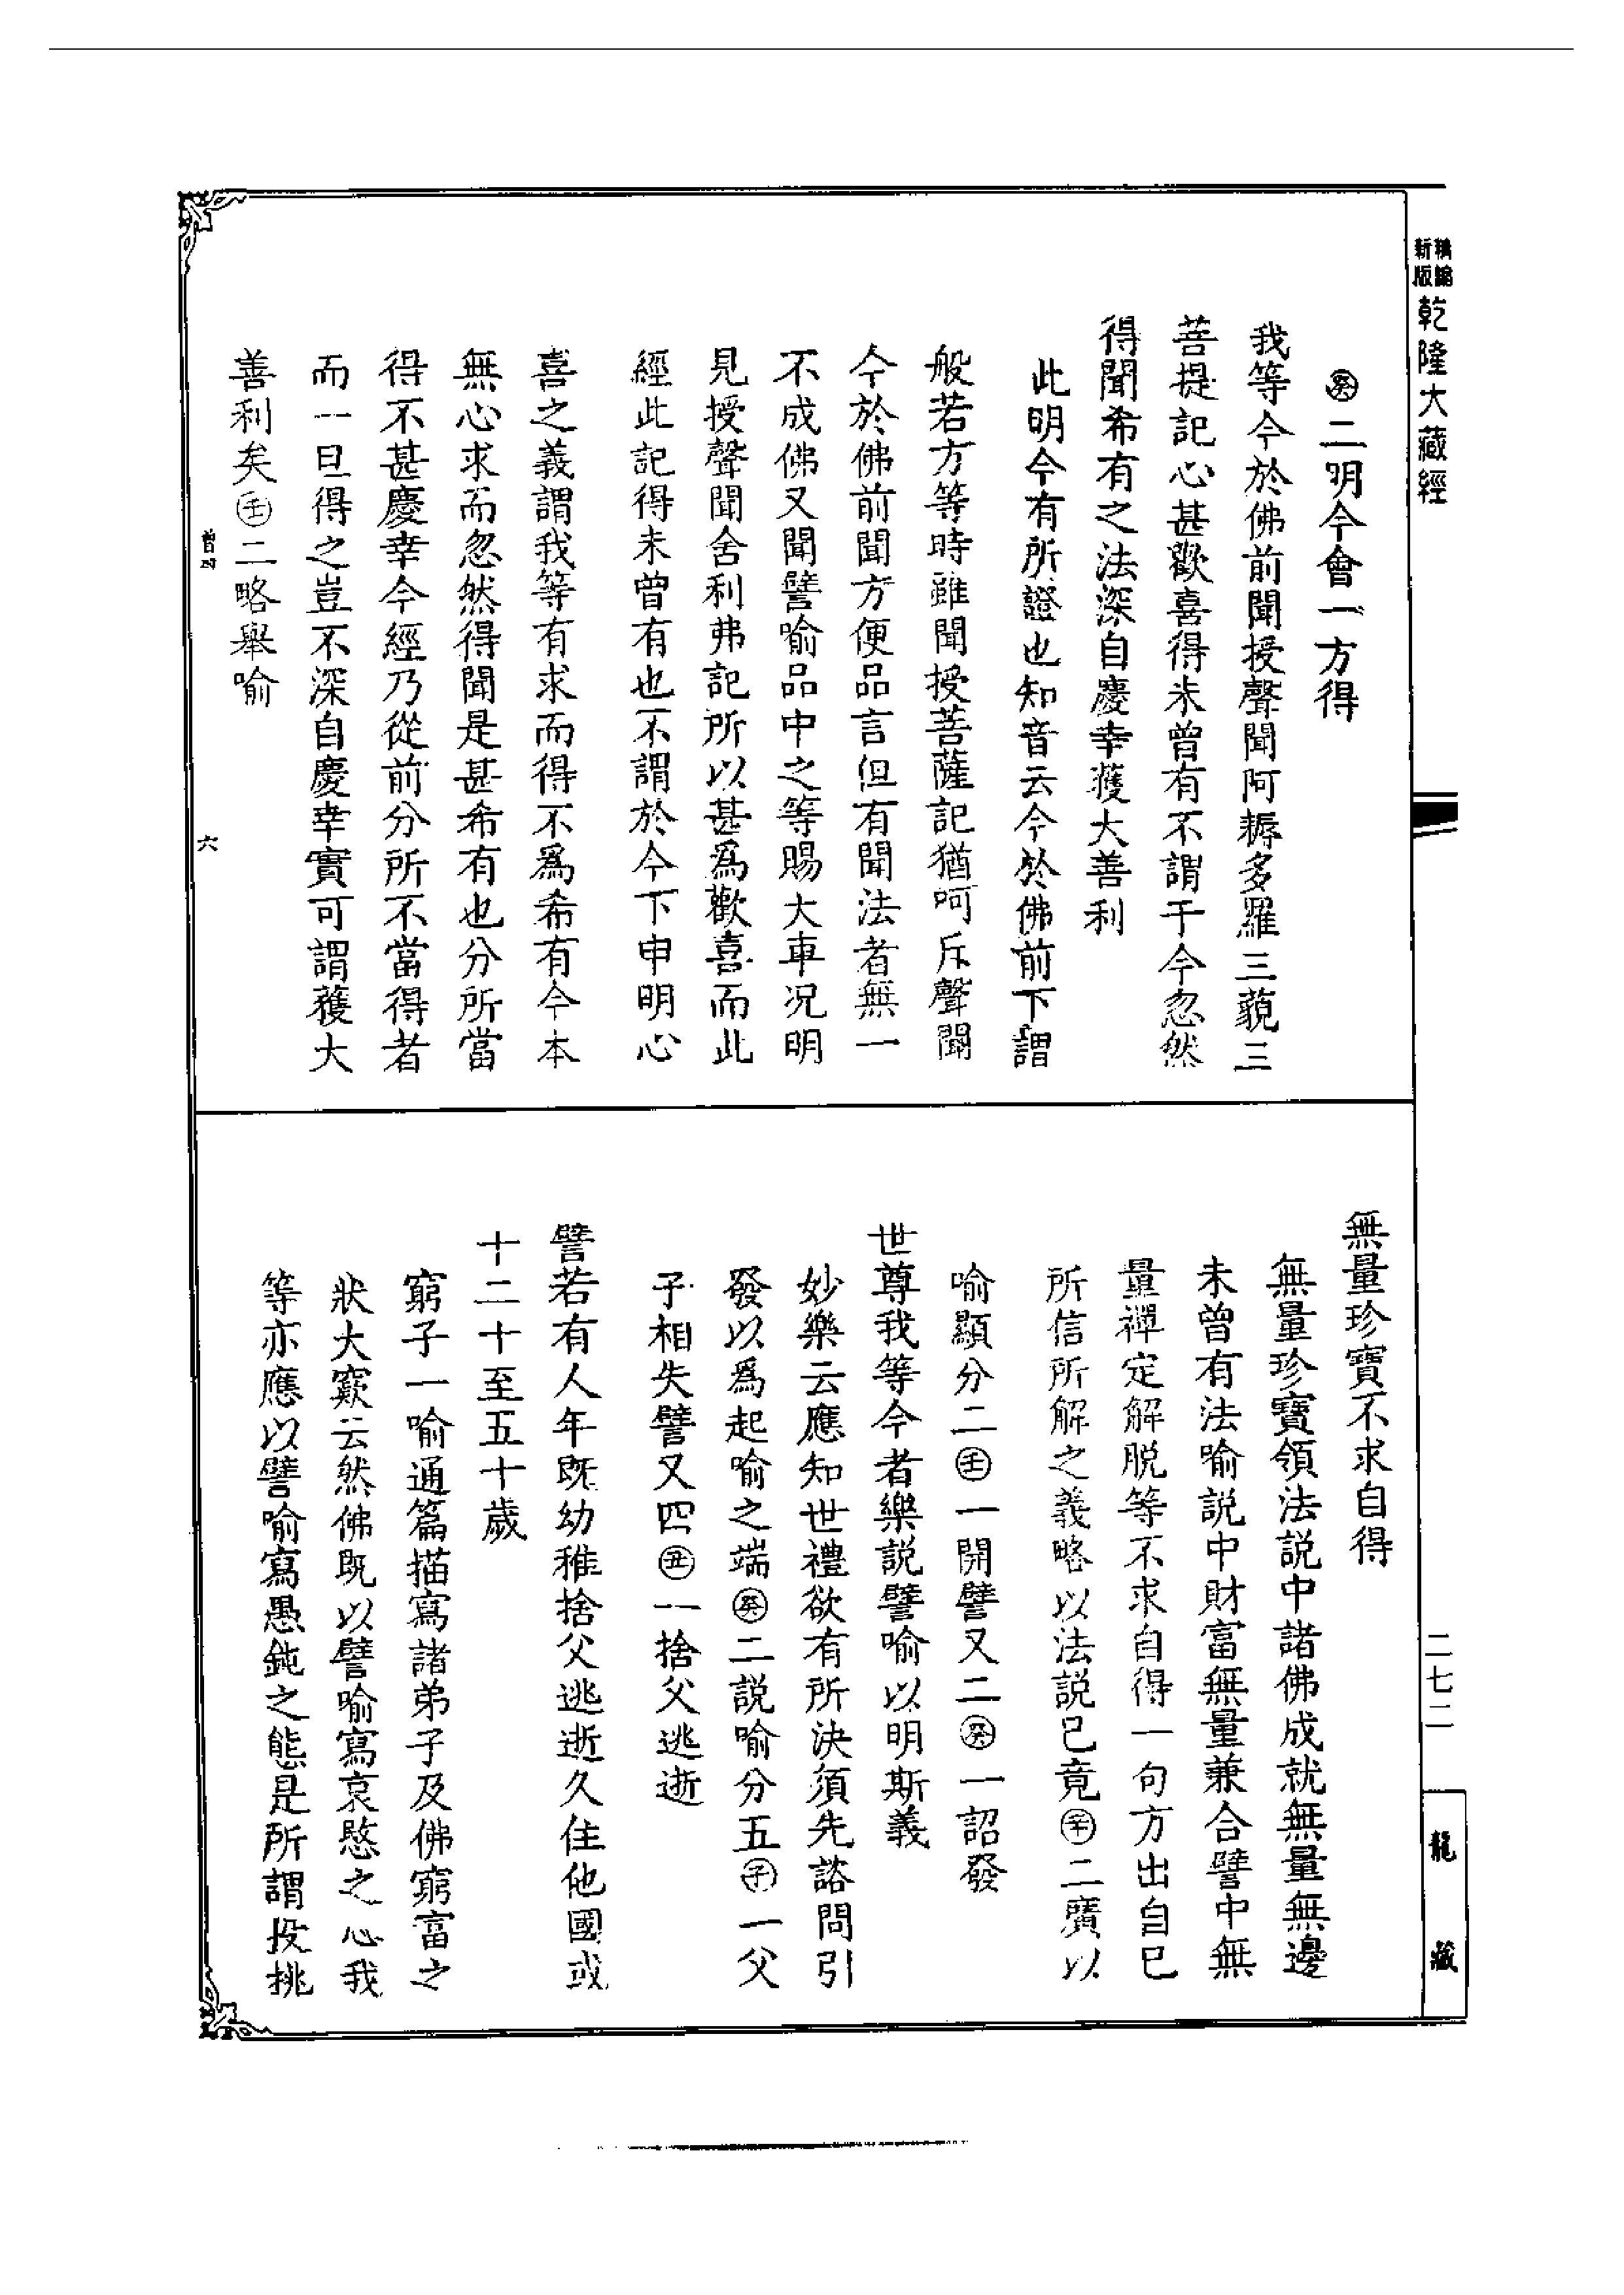 新版精編乾隆大藏經
㊌二明今會一方得
我等今於佛前聞授聲聞阿耨多羅三藐三
菩提記心甚歡喜得未曾有不謂于今忽然
得聞希有之法深自慶幸獲大善利
此明今有所證也知音云今於佛前下謂
般若方等時雖聞授菩薩記猶呵斥聲聞
今於佛前聞方便品言但有聞法者無一
不成佛又聞譬喻品中之等賜大車況明
見授聲聞舍利弗記所以甚爲歡喜而此
經此記得未曾有也不謂於今下申明心
喜之義謂我等有求而得不爲希有今本
無心求而忽然得聞是甚希有也分所當
得不甚慶幸今經乃從前分所不當得者
而一旦得之豈不深自慶幸實可謂獲大
善利矣㊂二略舉喻
六
無量珍寶不求自得
無量珍寶領法説中諸佛成就無量無邊
未曾有法喻説中財富無量兼合譬中無
量禪定解脱等不求自得一句方出自已
所信所解之義略以法説已竟(辛)二廣以
喻顯分二(壬)一開譬又二(癸)一詔發
世尊我等今者樂説譬喻以明斯義
妙樂云應知世禮欲有所決須先諮問引
發以爲起喻之端(癸)二説喻分五(子)一父
子相失譬又四(丑)一捨父逃逝
譬若有人年既幼稚捨父逃逝久住他國或
十二十至五十歲
窮子一喻通篇描寫諸弟子及佛窮富之
狀大窾云然佛既以譬喻寫哀愍之心我
等亦應以譬喻寫愚鈍之態是所謂投挑
二七二
龍藏